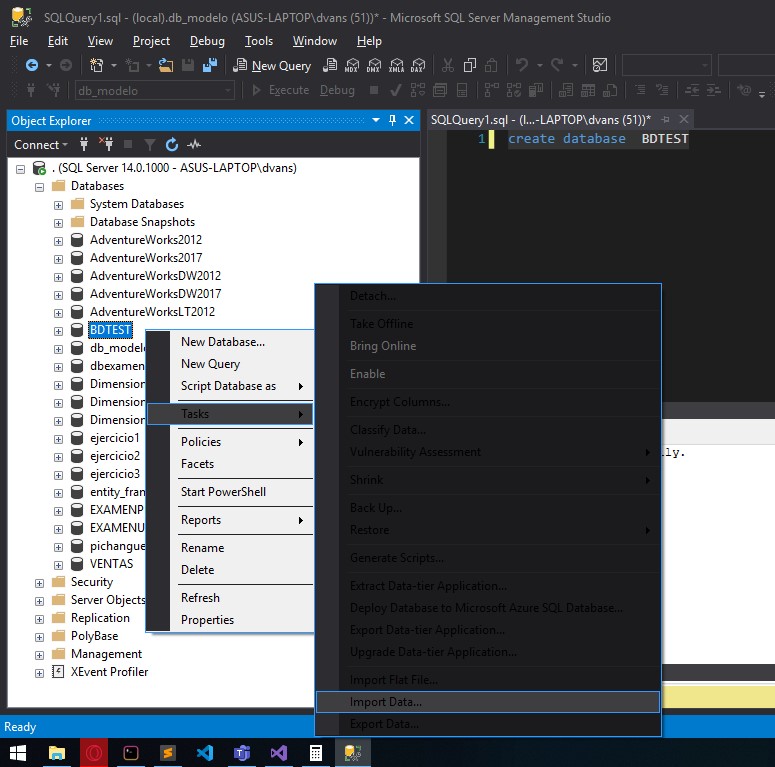 SQLQuery1.sql - (local).db_modelo (ASUS-LAPTOP\dvans (51))* - Microsoft SQL Server Management Studio
File Edit View Project Debug Tools Window Help
New Query MDX DMX XMLA DAX
db_modelo Execute Debug
Object Explorer
SQLQuery1.sql - (l...-LAPTOP\dvans (51))*
1 create database BDTEST
Connect
. (SQL Server 14.0.1000 - ASUS-LAPTOP\dvans)
Databases
System Databases
Database Snapshots
AdventureWorks2012
AdventureWorks2017
AdventureWorksDW2012
AdventureWorksDW2017
AdventureWorksLT2012
BDTEST
db_modelo
dbexamen
Dimension
Dimension
Dimension
ejercicio1
ejercicio2
ejercicio3
entity_fran
EXAMENP
EXAMENU
pichangue
VENTAS
Security
Server Objects
Replication
PolyBase
Management
XEvent Profiler
New Database...
New Query
Script Database as
Tasks
Policies
Facets
Start PowerShell
Reports
Rename
Delete
Refresh
Properties
Detach...
Take Offline
Bring Online
Enable
Encrypt Columns...
Classify Data...
Vulnerability Assessment
Shrink
Back Up...
Restore
Generate Scripts...
Extract Data-tier Application...
Deploy Database to Microsoft Azure SQL Database...
Export Data-tier Application...
Upgrade Data-tier Application...
Import Flat File...
Import Data...
Export Data...
ly.
Ready